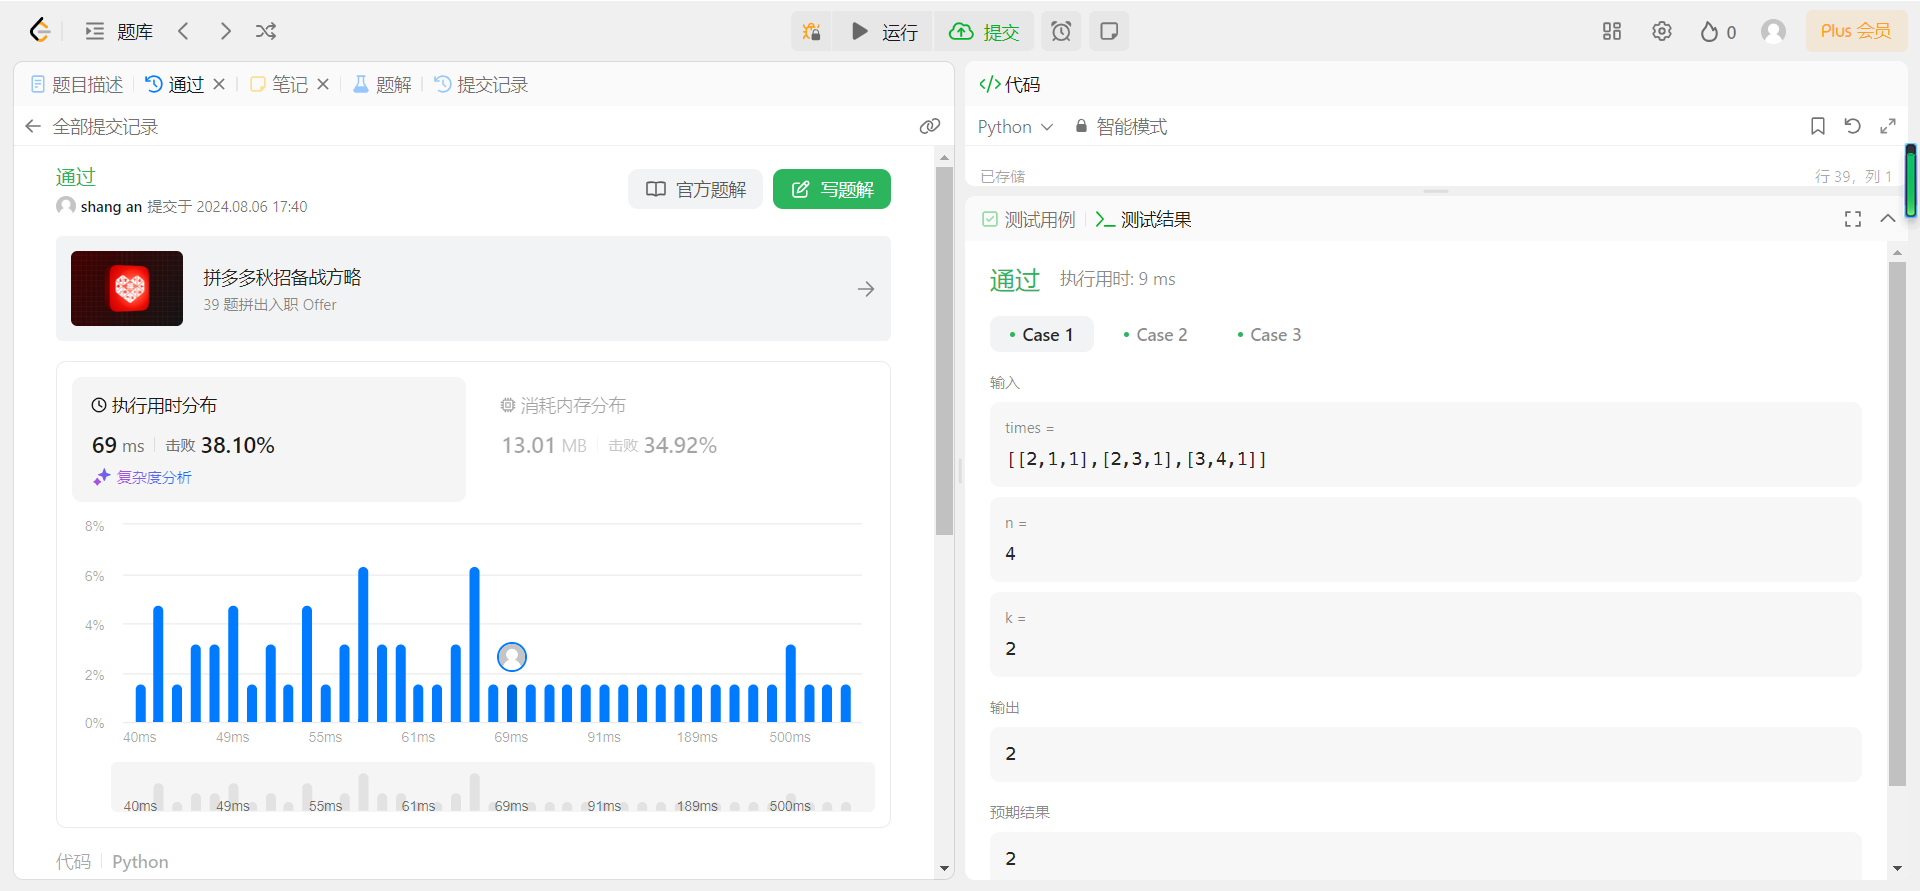 题库
运行
提交
0
Plus 会员
题目描述
通过
笔记
题解
提交记录
全部提交记录
通过
shang an 提交于 2024.08.06 17:40
官方题解
写题解
拼多多秋招备战方略
39 题拼出入职 Offer
执行用时分布
69 ms
击败 38.10%
复杂度分析
消耗内存分布
13.01 MB
击败 34.92%
8%
6%
4%
2%
0%
40ms 49ms 55ms 61ms 69ms 91ms 189ms 500ms
40ms 49ms 55ms 61ms 69ms 91ms 189ms 500ms
代码 Python
</>代码
Python
智能模式
已存储
行 39，列 1
测试用例
测试结果
通过
执行用时: 9 ms
Case 1
Case 2
Case 3
输入
times =
[[2,1,1],[2,3,1],[3,4,1]]
n =
4
k =
2
输出
2
预期结果
2